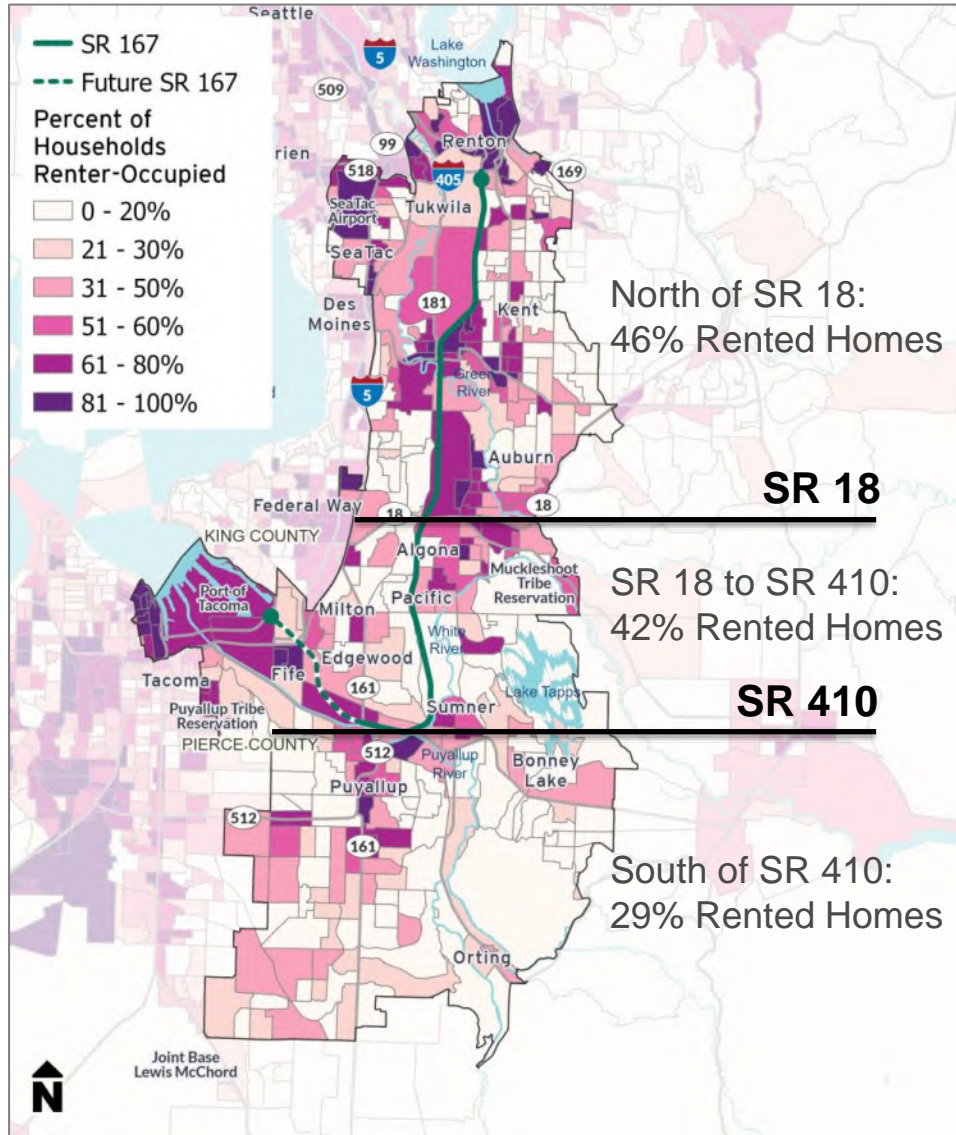 Seattle
SR 167
Future SR 167
Percent of
Households
Renter-Occupied
0 - 20%
21 - 30%
31 - 50%
51 - 60%
61 - 80%
81 - 100%
5
Lake
Washington
509
99
Renton
rien
518
405
169
SeaTac
Airport
Tukwila
SeaTac
Des
Moines
181
Kent
North of SR 18:
46% Rented Homes
5
Green
River
Auburn
SR 18
Federal Way
18
18
KING COUNTY
Algona
Muckleshoot
Tribe
Reservation
SR 18 to SR 410:
42% Rented Homes
Port of
Tacoma
Milton
Pacific
White
River
Edgewood
Tacoma
Fife
161
Lake Tapps
Puyallup Tribe
Reservation
Sumner
SR 410
PIERCE COUNTY
512
Puyallup
River
Bonney
Lake
Puyallup
512
161
South of SR 410:
29% Rented Homes
Orting
Joint Base
Lewis McChord
N